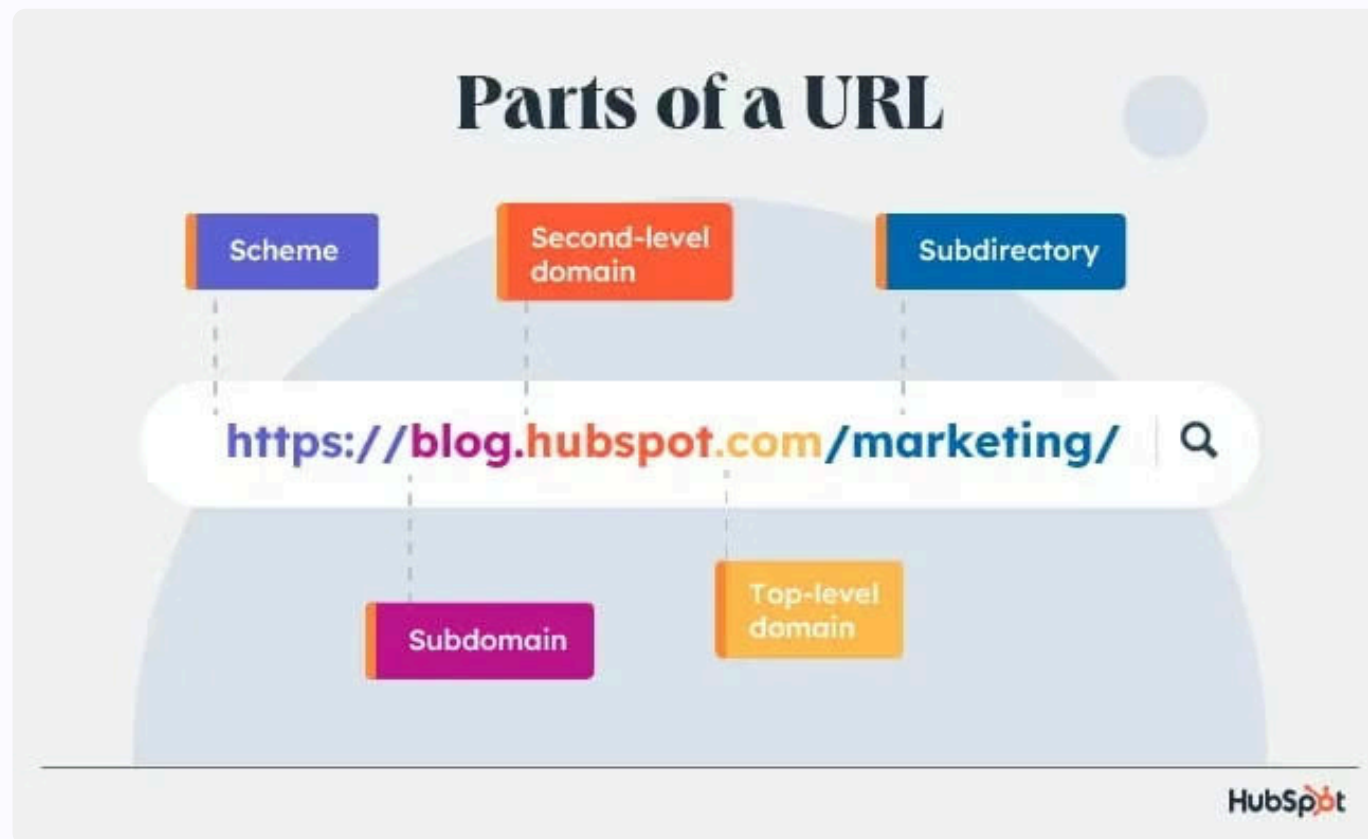 Parts of a URL
Scheme
Second-level
domain
Subdirectory
https://blog.hubspot.com/marketing/
Subdomain
Top-level
domain
HubSpot